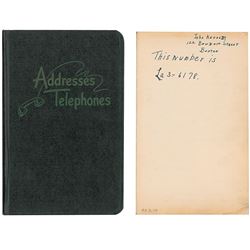 Addresses
Telephones
John Kennedy
122 Bowdoin Street
Boston
This Number is
La 3-6178.